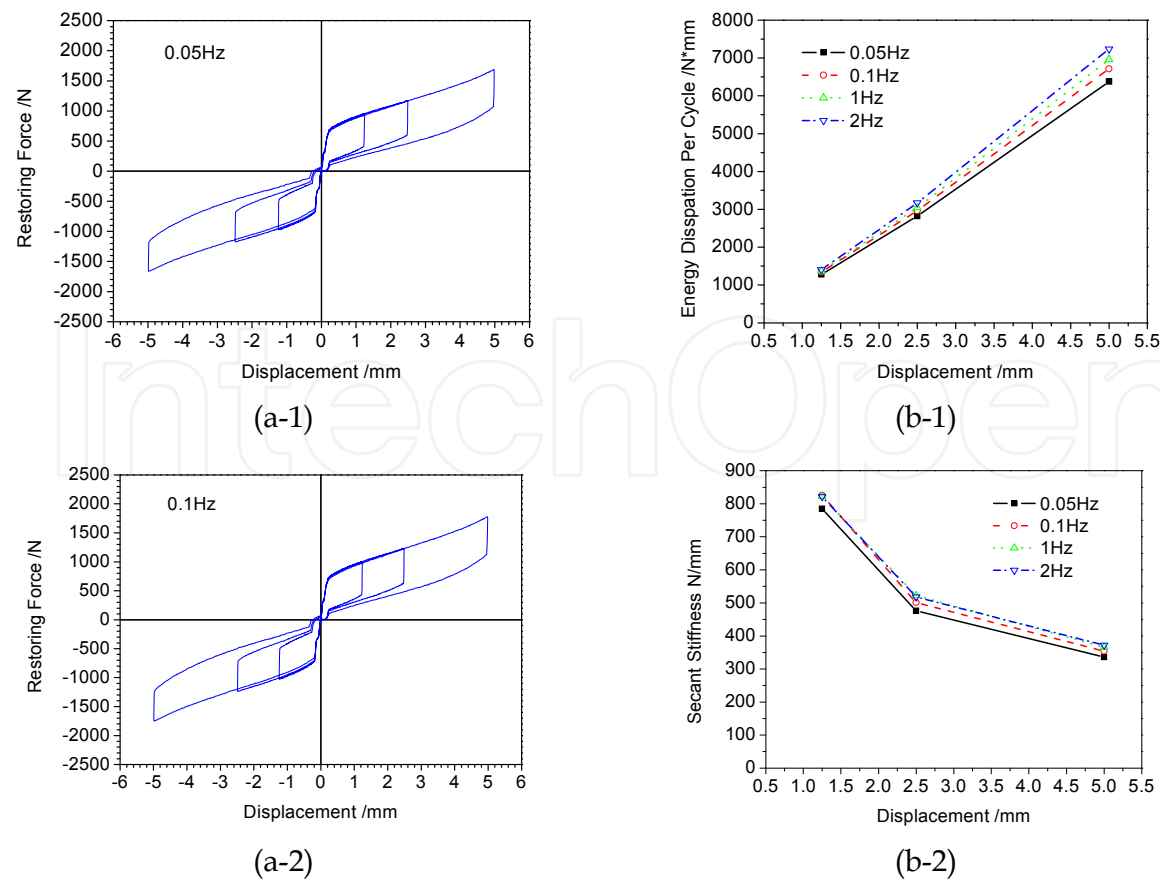 2500
2000
1500
1000
500
0
-500
-1000
-1500
-2000
-2500
Restoring Force /N
0.05Hz
-6 -5 -4 -3 -2 -1 0 1 2 3 4 5 6
Displacement /mm
(a-1)
8000
7000
6000
5000
4000
3000
2000
1000
0
Energy Disspation Per Cycle /N*mm
0.05Hz
0.1Hz
1Hz
2Hz
0.5 1.0 1.5 2.0 2.5 3.0 3.5 4.0 4.5 5.0 5.5
Displacement /mm
(b-1)
IntechOpen
2500
2000
1500
1000
500
0
-500
-1000
-1500
-2000
-2500
Restoring Force /N
0.1Hz
-6 -5 -4 -3 -2 -1 0 1 2 3 4 5 6
Displacement /mm
(a-2)
900
800
700
600
500
400
300
200
100
0
Secant Stiffness N/mm
0.05Hz
0.1Hz
1Hz
2Hz
0.5 1.0 1.5 2.0 2.5 3.0 3.5 4.0 4.5 5.0 5.5
Displacement /mm
(b-2)